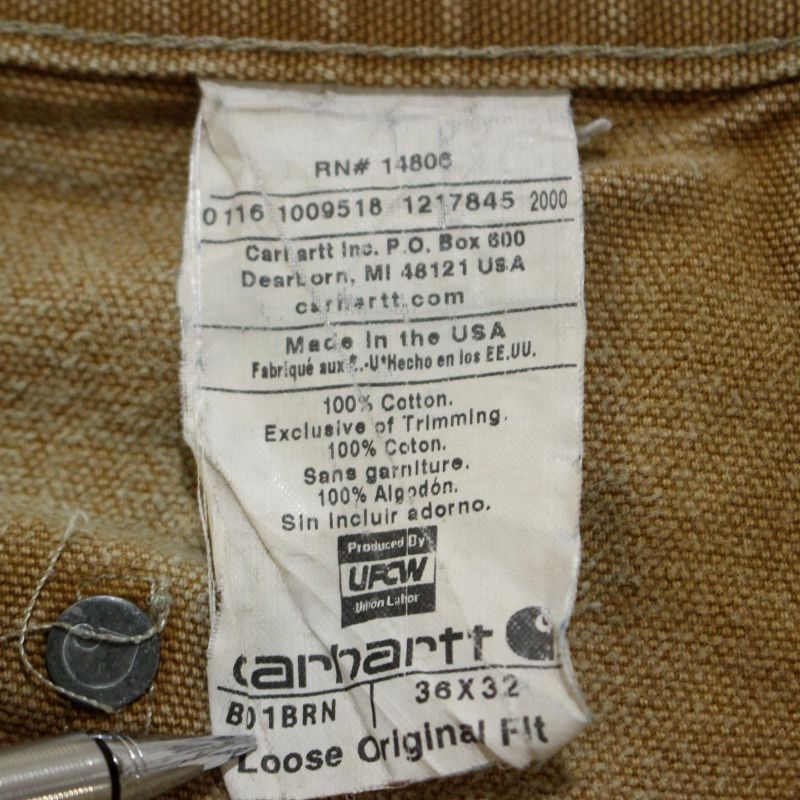 RN# 14806
0116 1009518 1217845 2000
Carhartt Inc. P.O. Box 600
Dearborn, MI 48121 USA
carhartt.com
Made in the USA
Fabriqué aux É.-U*Hecho en los EE.UU.
100% Cotton.
Exclusive of Trimming.
100% Coton.
Sans garniture.
100% Algodón.
Sin incluir adorno.
Produced By
UFCW
Union Labor
carhartt
B01BRN 36X32
Loose Original Fit